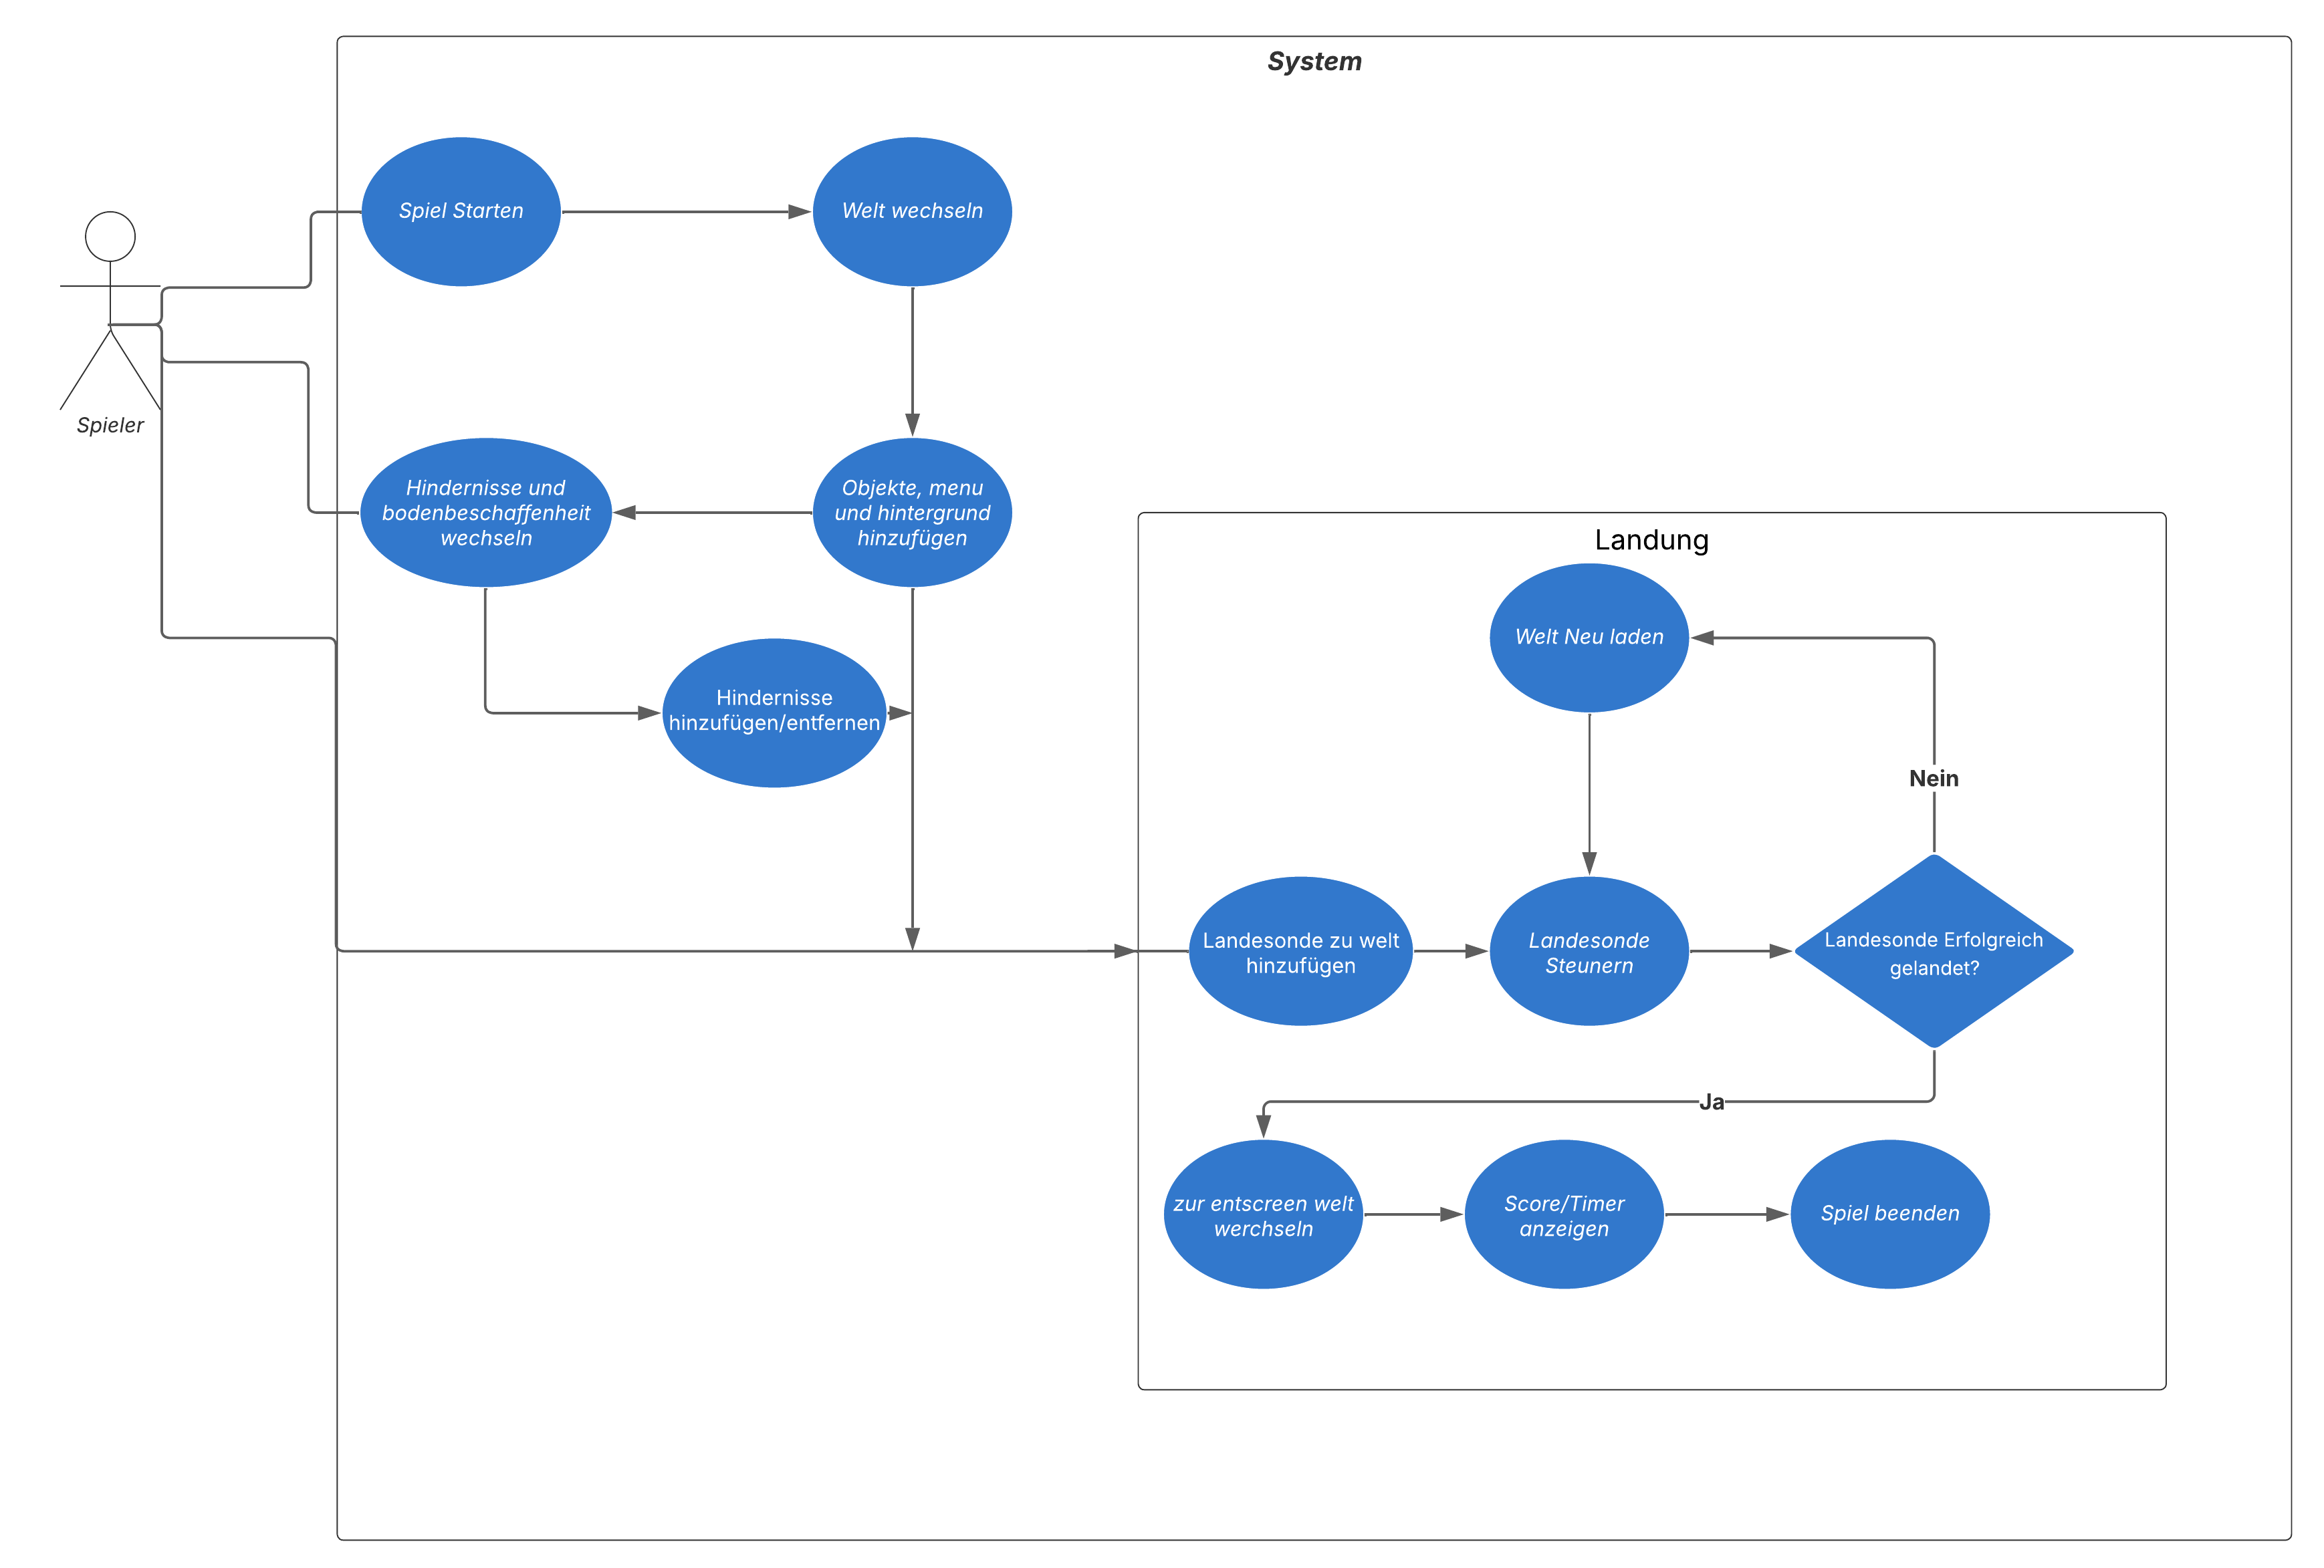 System
Spiel Starten
Welt wechseln
Spieler
Hindernisse und
bodenbeschaffenheit
wechseln
Objekte, menu
und hintergrund
hinzufügen
Landung
Welt Neu laden
Hindernisse
hinzufügen/entfernen
Nein
Landesonde zu welt
hinzufügen
Landesonde
Steunern
Landesonde Erfolgreich
gelandet?
Ja
zur entscreen welt
werchseln
Score/Timer
anzeigen
Spiel beenden